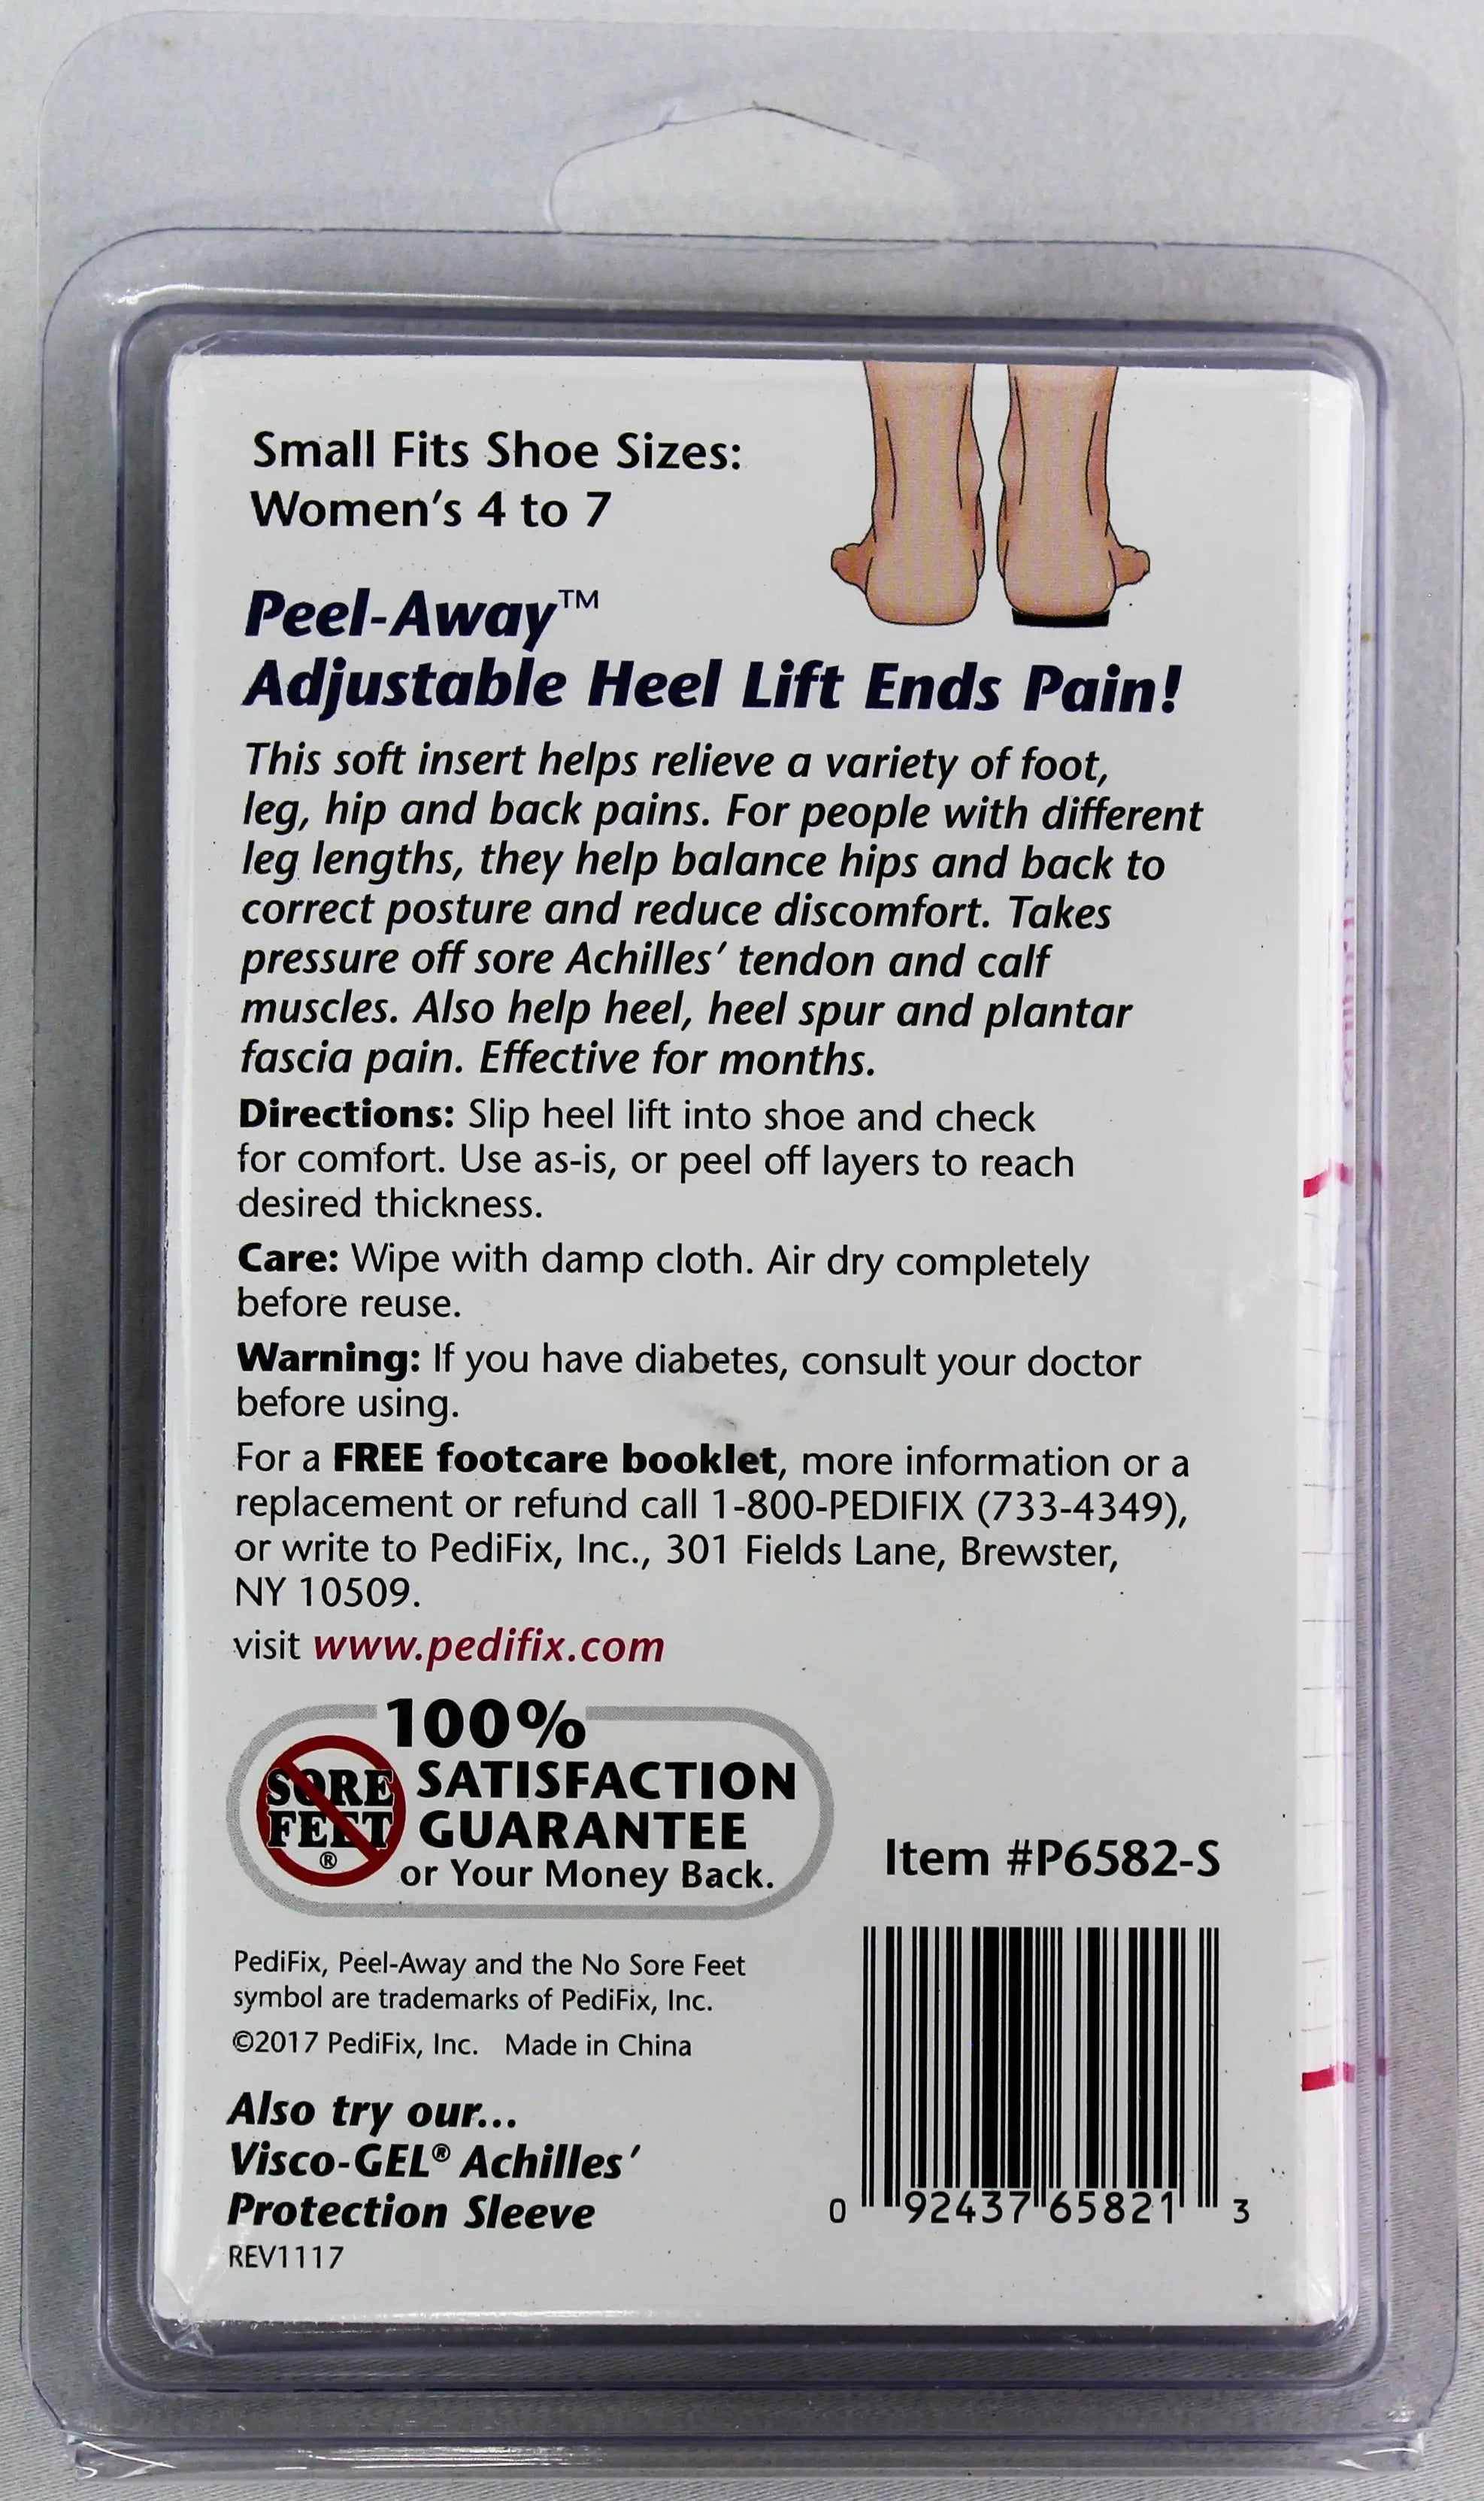 Small Fits Shoe Sizes:
Women's 4 to 7
Peel-Away™
Adjustable Heel Lift Ends Pain!
This soft insert helps relieve a variety of foot,
leg, hip and back pains. For people with different
leg lengths, they help balance hips and back to
correct posture and reduce discomfort. Takes
pressure off sore Achilles' tendon and calf
muscles. Also help heel, heel spur and plantar
fascia pain. Effective for months.
Directions: Slip heel lift into shoe and check
for comfort. Use as-is, or peel off layers to reach
desired thickness.
Care: Wipe with damp cloth. Air dry completely
before reuse.
Warning: If you have diabetes, consult your doctor
before using.
For a FREE footcare booklet, more information or a
replacement or refund call 1-800-PEDIFIX (733-4349),
or write to PediFix, Inc., 301 Fields Lane, Brewster,
NY 10509.
visit www.pedifix.com
100%
SATISFACTION
GUARANTEE
or Your Money Back.
SORE
FEET
®
Item #P6582-S
PediFix, Peel-Away and the No Sore Feet
symbol are trademarks of PediFix, Inc.
©2017 PediFix, Inc. Made in China
Also try our...
Visco-GEL® Achilles'
Protection Sleeve
REV1117
0 92437 65821 3